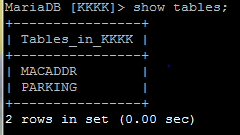 MariaDB [KKKK]> show tables;
+----------------+
| Tables_in_KKKK |
+----------------+
| MACADDR        |
| PARKING        |
+----------------+
2 rows in set (0.00 sec)